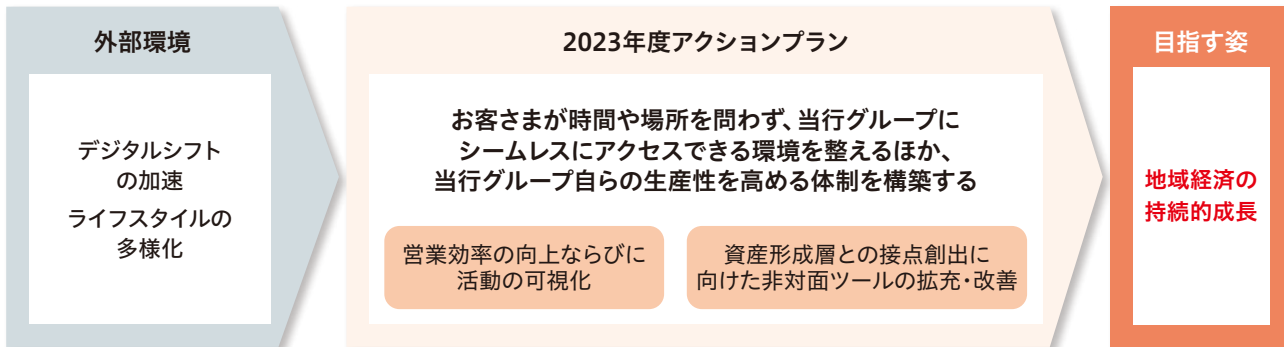 外部環境
デジタルシフト
の加速
ライフスタイルの
多様化
2023年度アクションプラン
お客さまが時間や場所を問わず、当行グループに
シームレスにアクセスできる環境を整えるほか、
当行グループ自らの生産性を高める体制を構築する
営業効率の向上ならびに
活動の可視化
資産形成層との接点創出に
向けた非対面ツールの拡充・改善
目指す姿
地域経済の
持続的成長